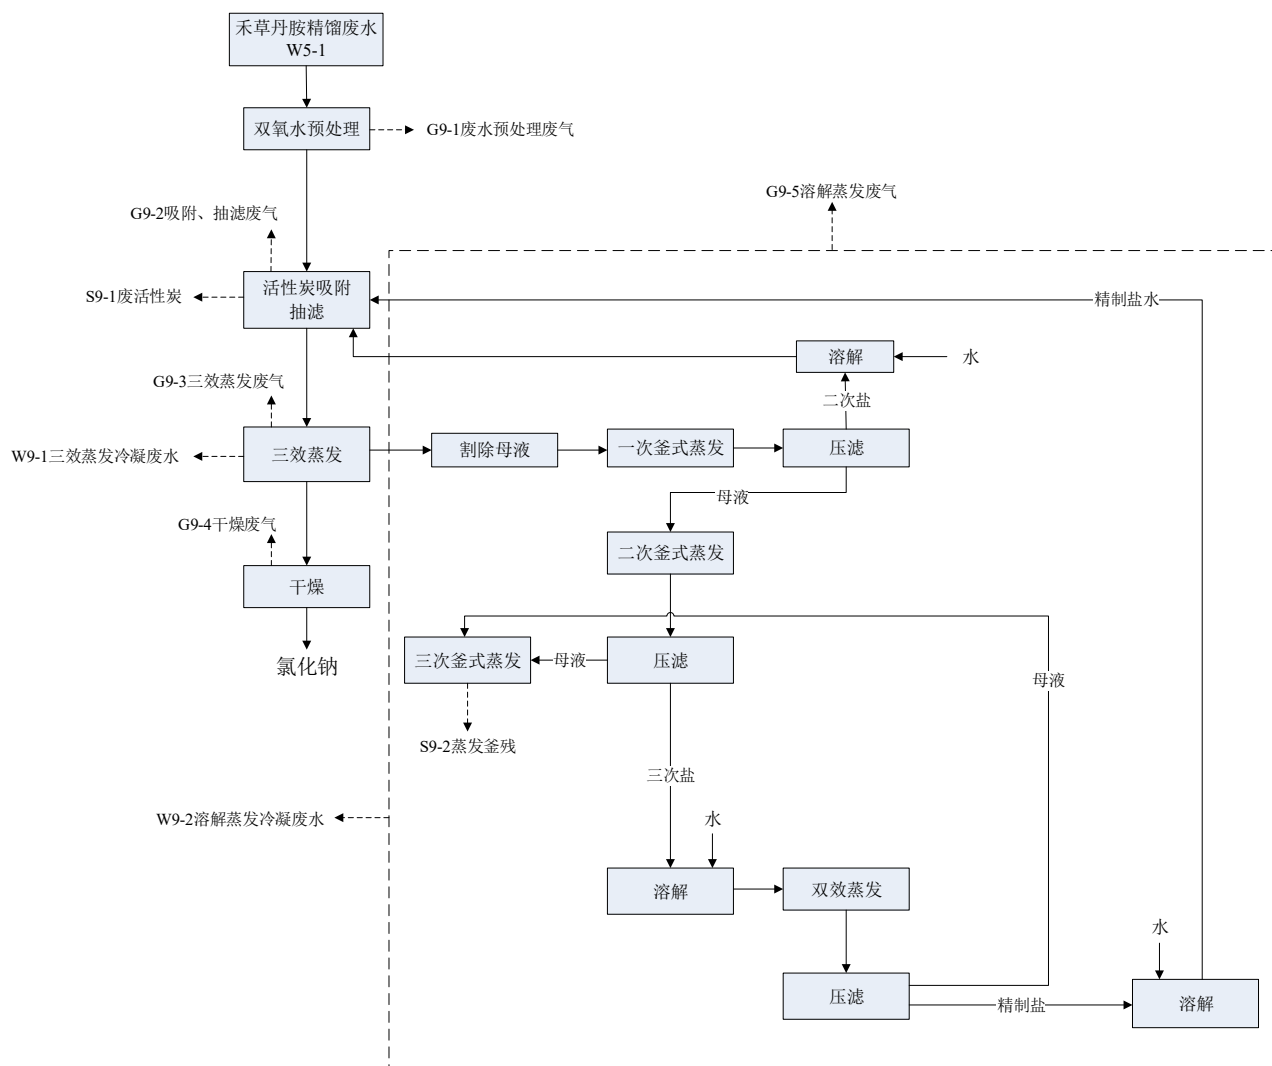 禾草丹胺精馏废水
W5-1
双氧水预处理
G9-1废水预处理废气
G9-5溶解蒸发废气
G9-2吸附、抽滤废气
S9-1废活性炭
活性炭吸附
抽滤
精制盐水
溶解
水
G9-3三效蒸发废气
二次盐
W9-1三效蒸发冷凝废水
三效蒸发
割除母液
一次釜式蒸发
压滤
母液
G9-4干燥废气
二次釜式蒸发
干燥
氯化钠
三次釜式蒸发
母液
压滤
母液
S9-2蒸发釜残
三次盐
W9-2溶解蒸发冷凝废水
水
溶解
双效蒸发
水
压滤
精制盐
溶解